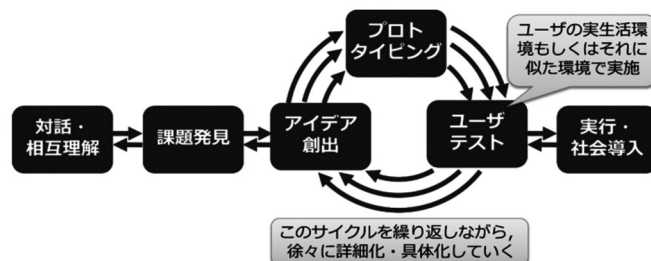 対話・
相互理解
課題発見
アイデア
創出
プロト
タイピング
ユーザ
テスト
ユーザの実生活環
境もしくはそれに
似た環境で実施
実行・
社会導入
このサイクルを繰り返しながら,
徐々に詳細化・具体化していく